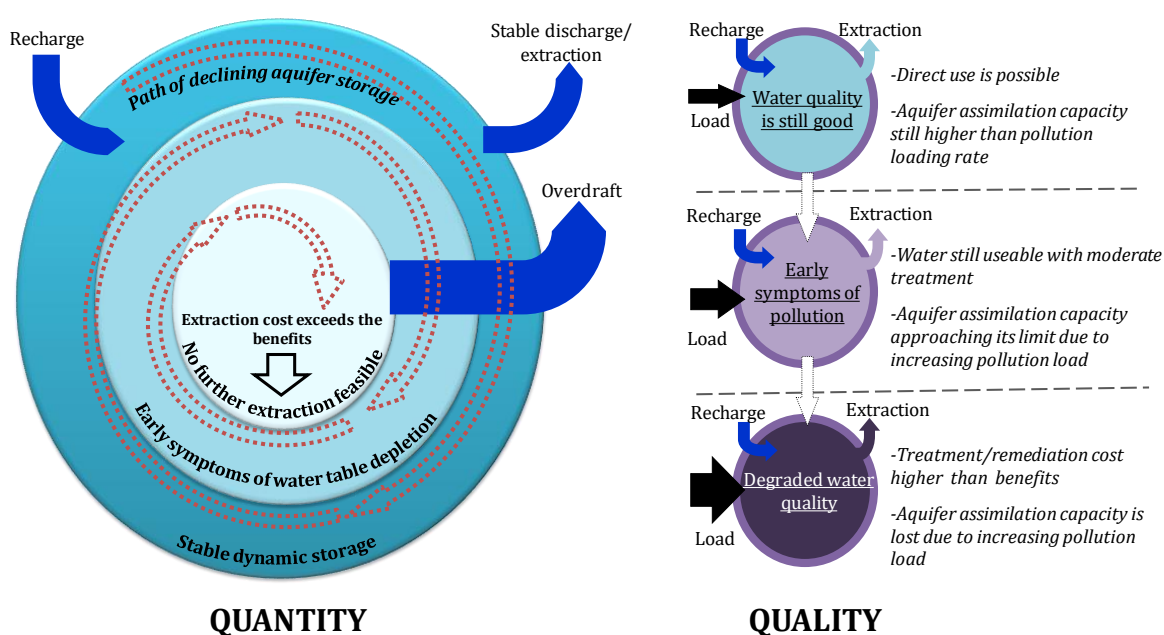 Recharge
Stable discharge/
extraction
Path of declining aquifer storage
Overdraft
Extraction cost exceeds the
benefits
No further extraction feasible
Early symptoms of water table depletion
Stable dynamic storage
QUANTITY
Recharge
Extraction
Load
Water quality
is still good
-Direct use is possible
-Aquifer assimilation capacity
still higher than pollution
loading rate
Recharge
Extraction
Load
Early
symptoms of
pollution
-Water still useable with moderate
treatment
-Aquifer assimilation capacity
approaching its limit due to
increasing pollution load
Recharge
Extraction
Load
Degraded water
quality
-Treatment/remediation cost
higher than benefits
-Aquifer assimilation capacity is
lost due to increasing pollution
load
QUALITY